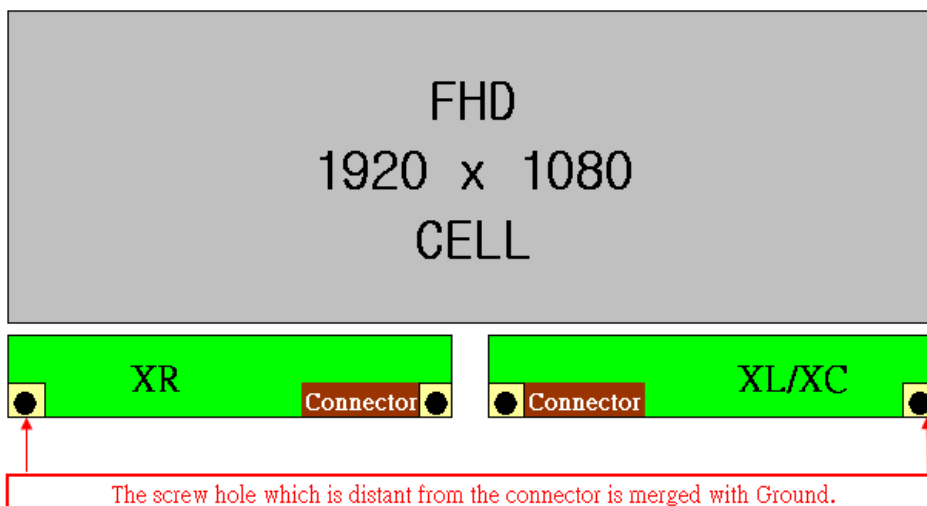 FHD
1920 x 1080
CELL
XR
Connector
Connector
XL/XC
The screw hole which is distant from the connector is merged with Ground.